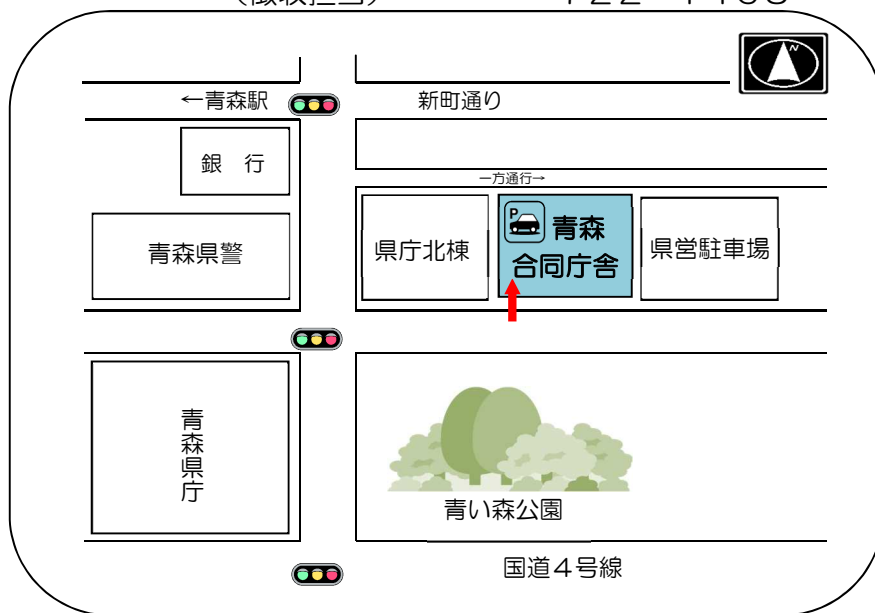 ←青森駅
新町通り
N
銀 行
一方通行→
青森県警
県庁北棟
P
青森
合同庁舎
県営駐車場
青森県庁
青い森公園
国道4号線